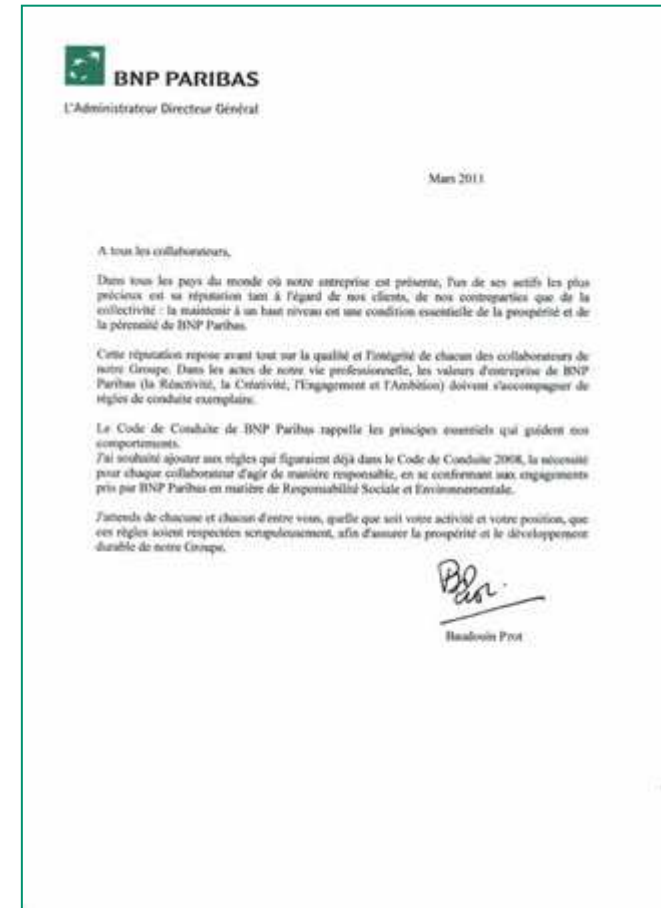 BNP PARIBAS
L'Administrateur Directeur Général
Mars 2011
A tous les collaborateurs,
Dans tous les pays du monde où notre entreprise est présente, l'un de ses actifs les plus
précieux est sa réputation tant à l'égard de nos clients, de nos contreparties que de la
collectivité : la maintenir à un haut niveau est une condition essentielle de la prospérité et de
la pérennité de BNP Paribas.
Cette réputation repose avant tout sur la qualité et l'intégrité de chacun des collaborateurs de
notre Groupe. Dans les actes de notre vie professionnelle, les valeurs d'entreprise de BNP
Paribas (la Réactivité, la Créativité, l'Engagement et l'Ambition) doivent s'accompagner de
règles de conduite exemplaire.
Le Code de Conduite de BNP Paribas rappelle les principes essentiels qui guident nos
comportements.
J'ai souhaité ajouter aux règles qui figuraient déjà dans le Code de Conduite 2008, la nécessité
pour chaque collaborateur d'agir de manière responsable, en se conformant aux engagements
pris par BNP Paribas en matière de Responsabilité Sociale et Environnementale.
J'attends de chacune et chacun d'entre vous, quelle que soit votre activité et votre position, que
ces règles soient respectées scrupuleusement, afin d'assurer la prospérité et le développement
durable de notre Groupe.
Baudouin Prot